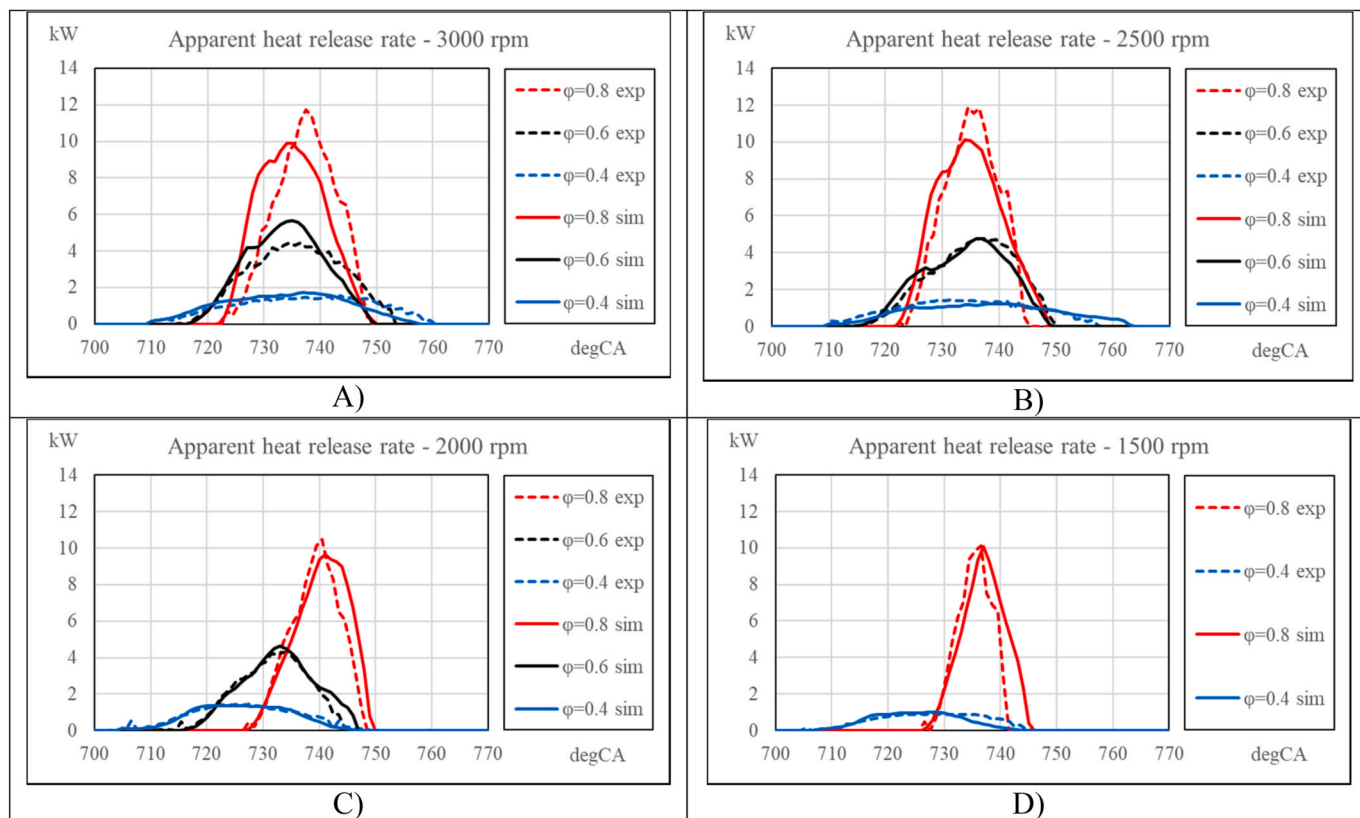 kW
Apparent heat release rate - 3000 rpm
14
12
10
8
6
4
2
0
700 710 720 730 740 750 760 770
degCA
φ=0.8 exp
φ=0.6 exp
φ=0.4 exp
φ=0.8 sim
φ=0.6 sim
φ=0.4 sim
A)
kW
Apparent heat release rate - 2500 rpm
14
12
10
8
6
4
2
0
700 710 720 730 740 750 760 770
degCA
φ=0.8 exp
φ=0.6 exp
φ=0.4 exp
φ=0.8 sim
φ=0.6 sim
φ=0.4 sim
B)
kW
Apparent heat release rate - 2000 rpm
14
12
10
8
6
4
2
0
700 710 720 730 740 750 760 770
degCA
φ=0.8 exp
φ=0.6 exp
φ=0.4 exp
φ=0.8 sim
φ=0.6 sim
φ=0.4 sim
C)
kW
Apparent heat release rate - 1500 rpm
14
12
10
8
6
4
2
0
700 710 720 730 740 750 760 770
degCA
φ=0.8 exp
φ=0.4 exp
φ=0.8 sim
φ=0.4 sim
D)